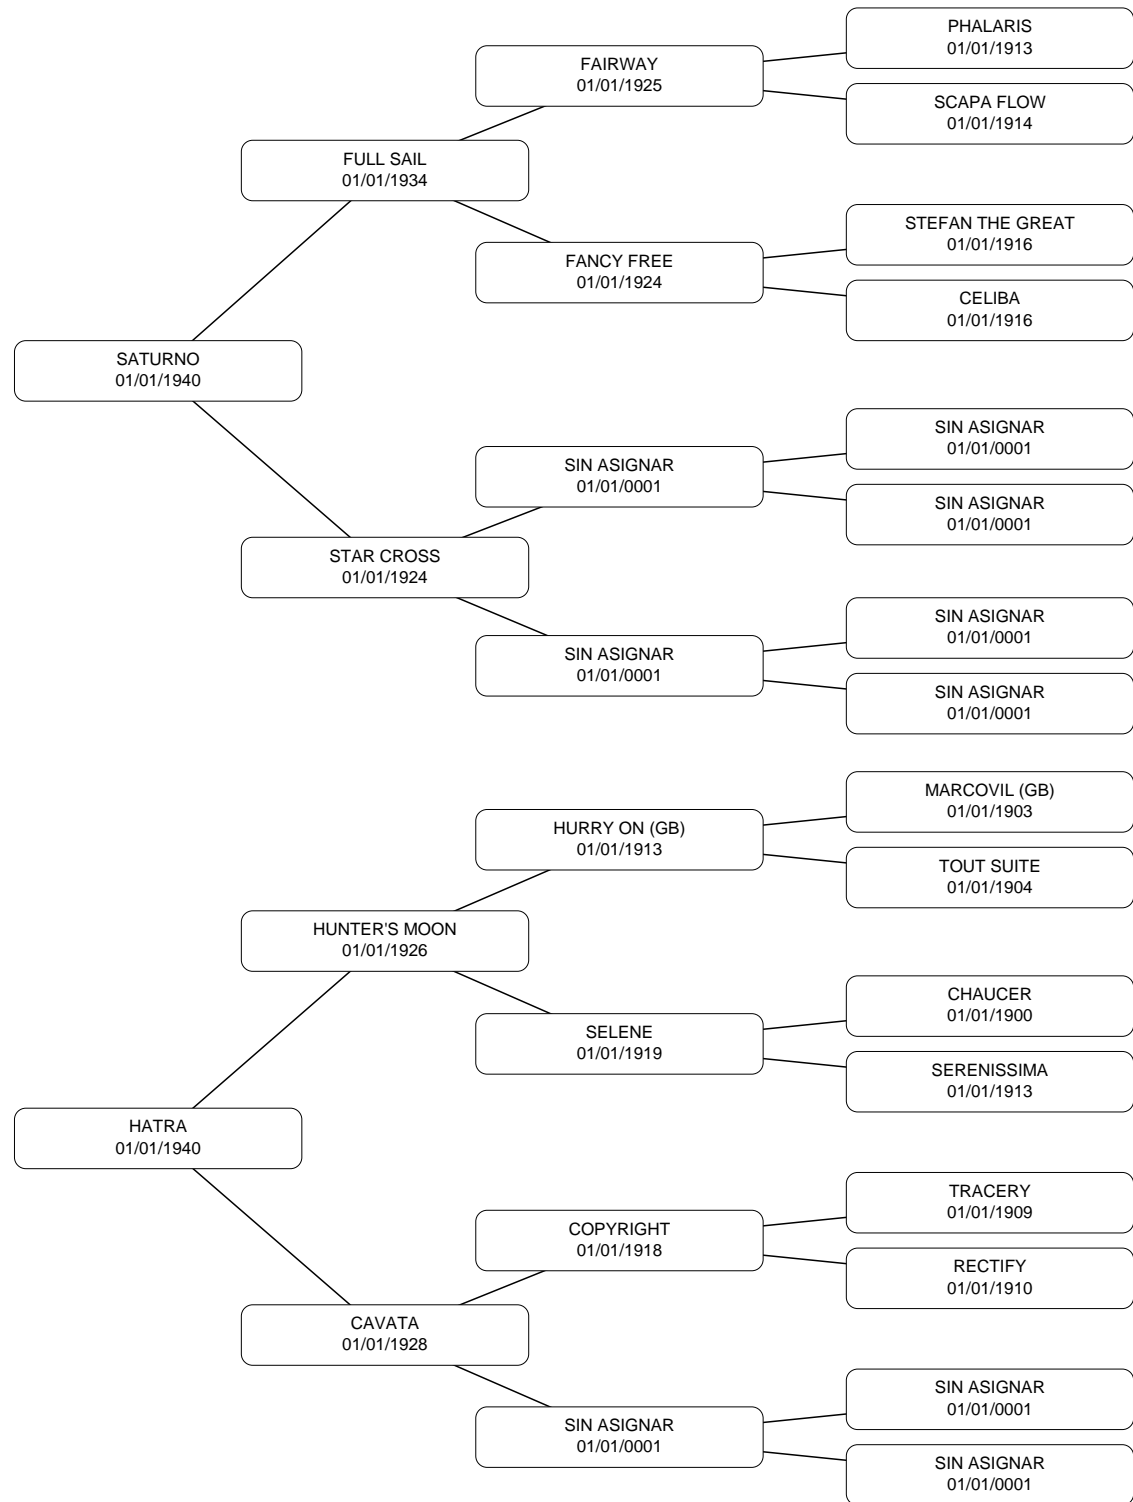 PHALARIS
01/01/1913
FAIRWAY
01/01/1925
SCAPA FLOW
01/01/1914
FULL SAIL
01/01/1934
STEFAN THE GREAT
01/01/1916
FANCY FREE
01/01/1924
CELIBA
01/01/1916
SATURNO
01/01/1940
SIN ASIGNAR
01/01/0001
SIN ASIGNAR
01/01/0001
SIN ASIGNAR
01/01/0001
STAR CROSS
01/01/1924
SIN ASIGNAR
01/01/0001
SIN ASIGNAR
01/01/0001
SIN ASIGNAR
01/01/0001
MARCOVIL (GB)
01/01/1903
HURRY ON (GB)
01/01/1913
TOUT SUITE
01/01/1904
HUNTER'S MOON
01/01/1926
CHAUCER
01/01/1900
SELENE
01/01/1919
SERENISSIMA
01/01/1913
HATRA
01/01/1940
TRACERY
01/01/1909
COPYRIGHT
01/01/1918
RECTIFY
01/01/1910
CAVATA
01/01/1928
SIN ASIGNAR
01/01/0001
SIN ASIGNAR
01/01/0001
SIN ASIGNAR
01/01/0001